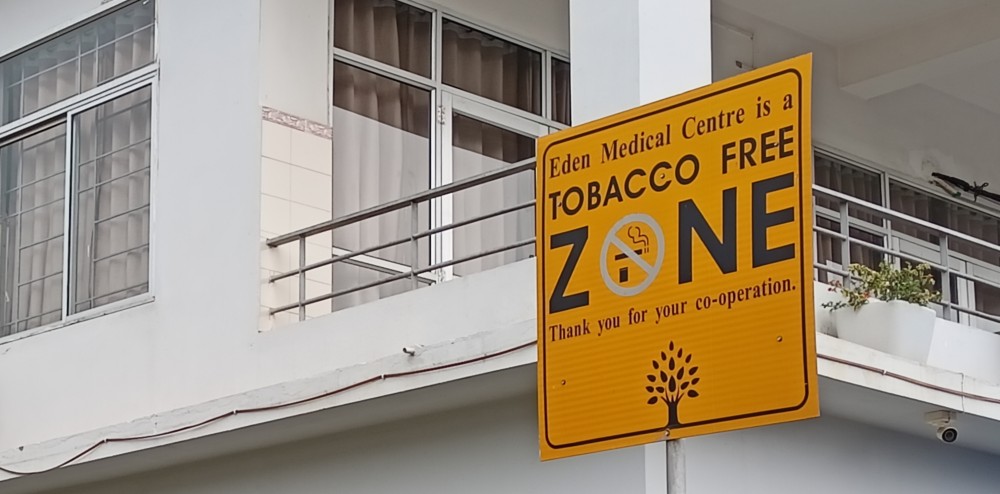 Eden Medical Centre is a
TOBACCO FREE
ZONE
Thank you for your co-operation.